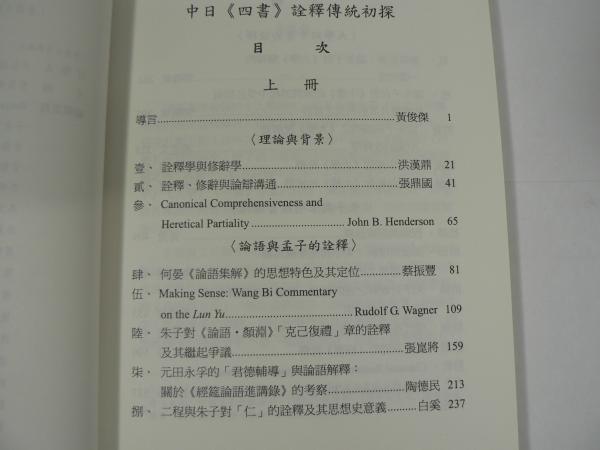 中日《四書》詮釋傳統初探
目 次
上 冊
導言......黃俊傑 1
〈理論與背景〉
壹、詮釋學與修辭學......洪漢鼎 21
貳、詮釋、修辭與論辯溝通......張鼎國 41
參、Canonical Comprehensiveness and
Heretical Partiality......John B. Henderson 65
〈論語與孟子的詮釋〉
肆、何晏《論語集解》的思想特色及其定位......蔡振豐 81
伍、Making Sense: Wang Bi Commentary
on the Lun Yu......Rudolf G. Wagner 109
陸、朱子對《論語‧顏淵》「克己復禮」章的詮釋
及其繼起爭議......張崑將 159
柒、元田永孚的「君德輔導」與論語解釋：
關於《經筵論語進講錄》的考察......陶德民 213
捌、二程與朱子對「仁」的詮釋及其思想史意義......白奚 237